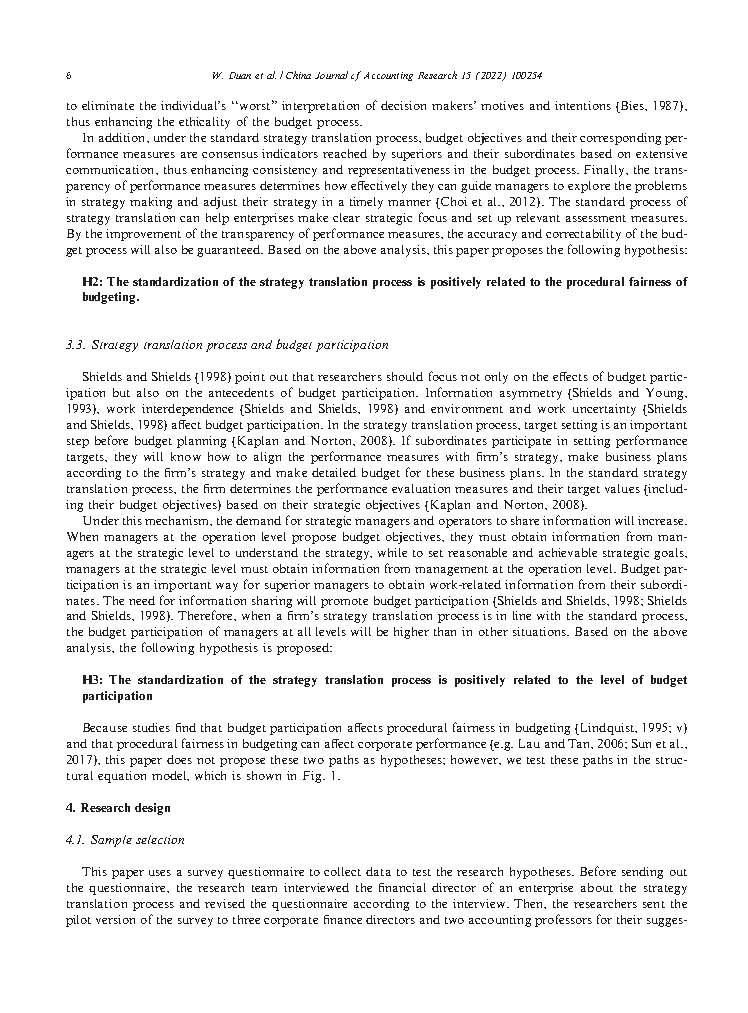 6
W. Duan et al. / China Journal of Accounting Research 15 (2022) 100254
to eliminate the individual's "worst" interpretation of decision makers' motives and intentions (Bies, 1987),
thus enhancing the ethicality of the budget process.
In addition, under the standard strategy translation process, budget objectives and their corresponding per-
formance measures are consensus indicators reached by superiors and their subordinates based on extensive
communication, thus enhancing consistency and representativeness in the budget process. Finally, the trans-
parency of performance measures determines how effectively they can guide managers to explore the problems
in strategy making and adjust their strategy in a timely manner (Choi et al., 2012). The standard process of
strategy translation can help enterprises make clear strategic focus and set up relevant assessment measures.
By the improvement of the transparency of performance measures, the accuracy and correctability of the bud-
get process will also be guaranteed. Based on the above analysis, this paper proposes the following hypothesis:
H2: The standardization of the strategy translation process is positively related to the procedural fairness of
budgeting.
3.3. Strategy translation process and budget participation
Shields and Shields (1998) point out that researchers should focus not only on the effects of budget partic-
ipation but also on the antecedents of budget participation. Information asymmetry (Shields and Young,
1993), work interdependence (Shields and Shields, 1998) and environment and work uncertainty (Shields
and Shields, 1998) affect budget participation. In the strategy translation process, target setting is an important
step before budget planning (Kaplan and Norton, 2008). If subordinates participate in setting performance
targets, they will know how to align the performance measures with firm's strategy, make business plans
according to the firm's strategy and make detailed budget for these business plans. In the standard strategy
translation process, the firm determines the performance evaluation measures and their target values (includ-
ing their budget objectives) based on their strategic objectives (Kaplan and Norton, 2008).
Under this mechanism, the demand for strategic managers and operators to share information will increase.
When managers at the operation level propose budget objectives, they must obtain information from man-
agers at the strategic level to understand the strategy, while to set reasonable and achievable strategic goals,
managers at the strategic level must obtain information from management at the operation level. Budget par-
ticipation is an important way for superior managers to obtain work-related information from their subordi-
nates. The need for information sharing will promote budget participation (Shields and Shields, 1998; Shields
and Shields, 1998). Therefore, when a firm's strategy translation process is in line with the standard process,
the budget participation of managers at all levels will be higher than in other situations. Based on the above
analysis, the following hypothesis is proposed:
H3: The standardization of the strategy translation process is positively related to the level of budget
participation
Because studies find that budget participation affects procedural fairness in budgeting (Lindquist, 1995; v)
and that procedural fairness in budgeting can affect corporate performance (e.g. Lau and Tan, 2006; Sun et al.,
2017), this paper does not propose these two paths as hypotheses; however, we test these paths in the struc-
tural equation model, which is shown in Fig. 1.
4. Research design
4.1. Sample selection
This paper uses a survey questionnaire to collect data to test the research hypotheses. Before sending out
the questionnaire, the research team interviewed the financial director of an enterprise about the strategy
translation process and revised the questionnaire according to the interview. Then, the researchers sent the
pilot version of the survey to three corporate finance directors and two accounting professors for their sugges-